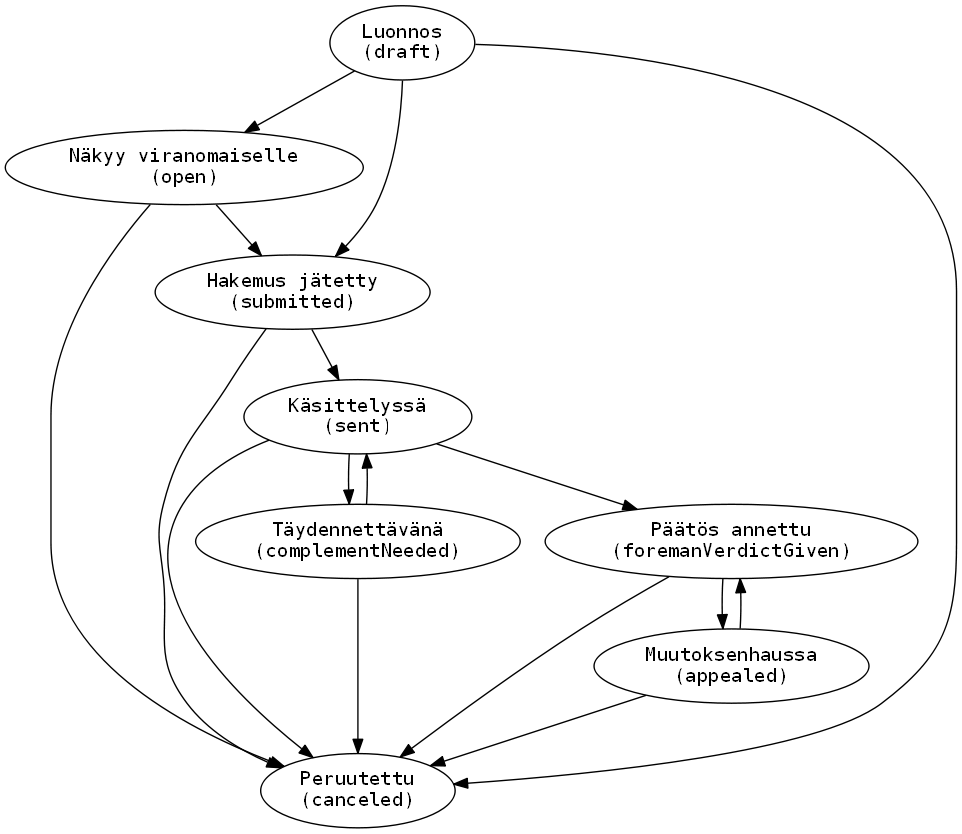 Luonnos
(draft)
Näkyy viranomaiselle
(open)
Hakemus jätetty
(submitted)
Käsittelyssä
(sent)
Täydennettävänä
(complementNeeded)
Päätös annettu
(foremanVerdictGiven)
Muutoksenhaussa
(appealed)
Peruutettu
(canceled)